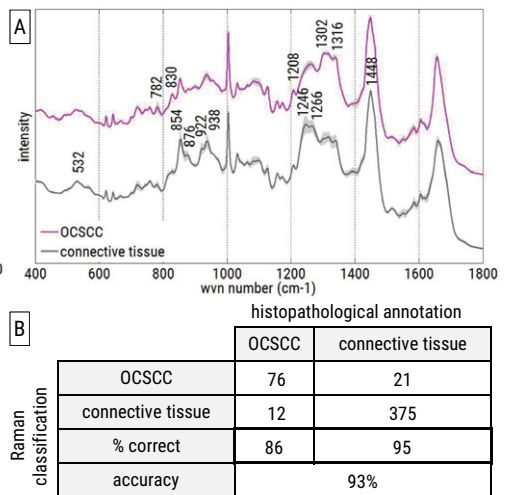 A
1302
1316
1208
782
830
1448
1246
1266
854
876
922
938
532
intensity
OCSCC
connective tissue
400 600 800 1000 1200 1400 1600 1800
wvn number (cm-1)
B
histopathological annotation
OCSCC connective tissue
Raman
classification
OCSCC 76 21
connective tissue 12 375
% correct 86 95
accuracy 93%